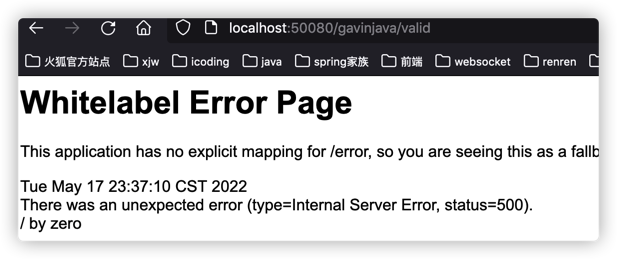 localhost:50080/gavinjava/valid
火狐官方站点 xjw icoding java spring家族 前端 websocket renren
Whitelabel Error Page
This application has no explicit mapping for /error, so you are seeing this as a fallb
Tue May 17 23:37:10 CST 2022
There was an unexpected error (type=Internal Server Error, status=500).
/ by zero